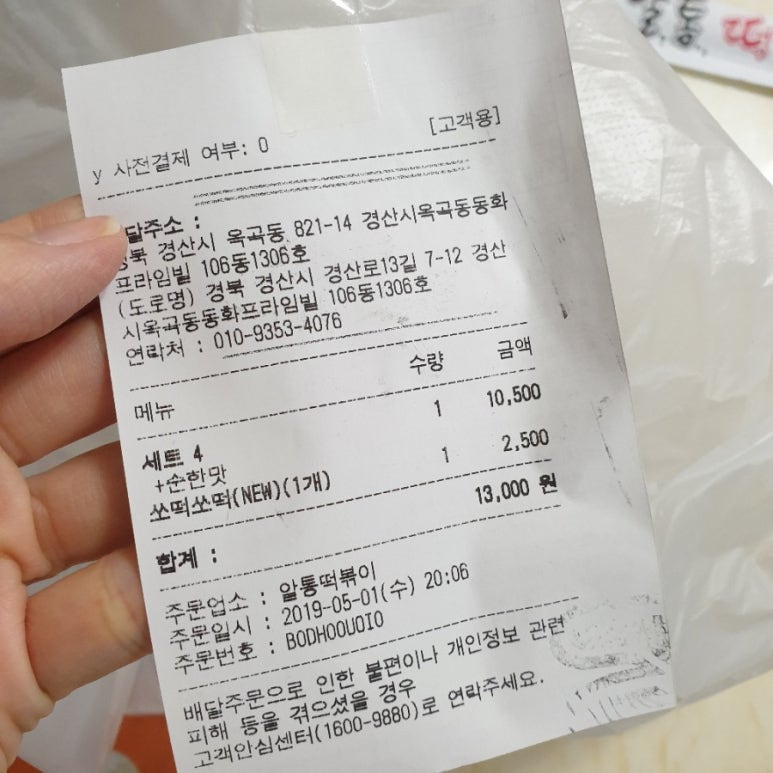 [고객용]
y 사전결제 여부: O
달주소 :
경북 경산시 옥곡동 821-14 경산시옥곡동동화
프라임빌 106동1306호
(도로명) 경북 경산시 경산로13길 7-12 경산
시옥곡동동화프라임빌 106동1306호
연락처 : 010-9353-4076
메뉴 수량 금액
세트 4 1 10,500
+순한맛
쏘떡쏘떡(NEW)(1개) 1 2,500
합계 : 13,000 원
주문업소 : 알통떡볶이
주문일시 : 2019-05-01(수) 20:06
주문번호 : B0DH00U0IO
배달주문으로 인한 불편이나 개인정보 관련
피해 등을 겪으셨을 경우
고객안심센터(1600-9880)로 연락주세요.